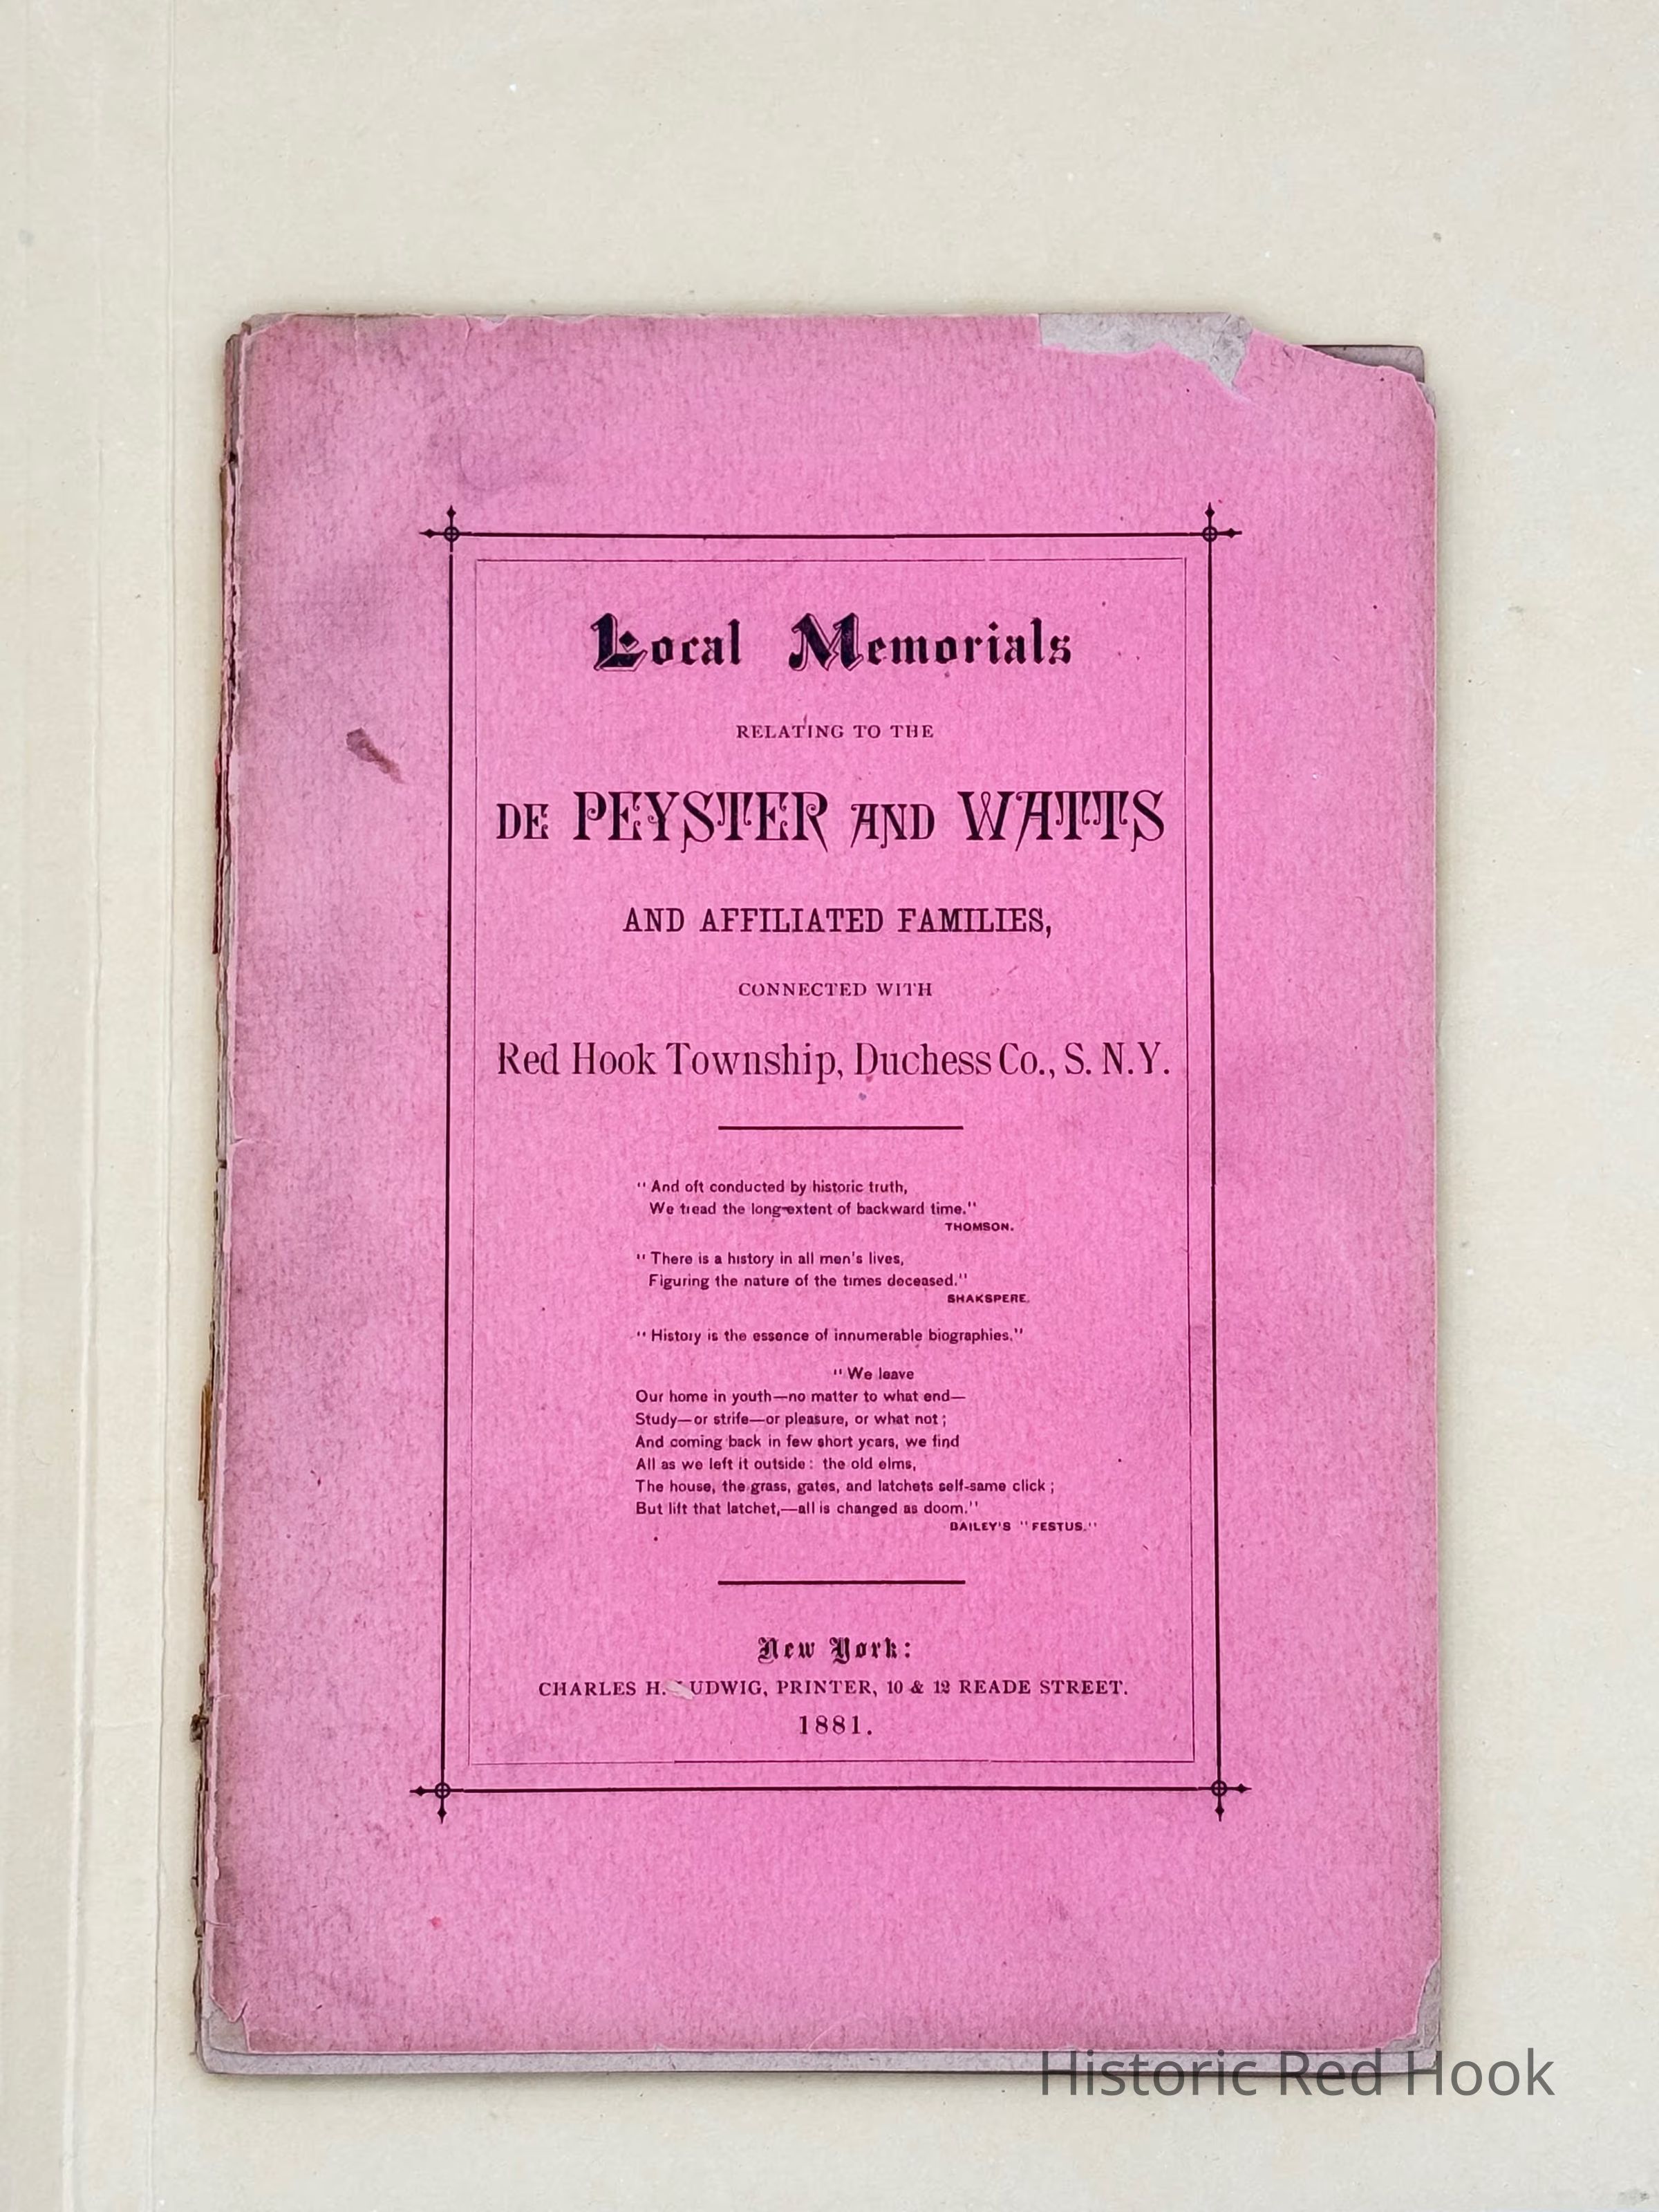 Local Memorials
RELATING TO THE
DE PEYSTER AND WATTS
AND AFFILIATED FAMILIES,
CONNECTED WITH
Red Hook Township, Duchess Co., S. N.Y.
"And oft conducted by historic truth,
We tread the long extent of backward time."
THOMSON.
"There is a history in all men's lives,
Figuring the nature of the times deceased."
SHAKSPERE.
"History is the essence of innumerable biographies."
"We leave
Our home in youth—no matter to what end—
Study—or strife—or pleasure, or what not;
And coming back in few short years, we find
All as we left it outside: the old elms,
The house, the grass, gates, and latchets self-same click;
But lift that latchet,—all is changed as doom."
BAILEY'S "FESTUS."
New York:
CHARLES H. LUDWIG, PRINTER, 10 & 12 READE STREET.
1881.
Historic Red Hook